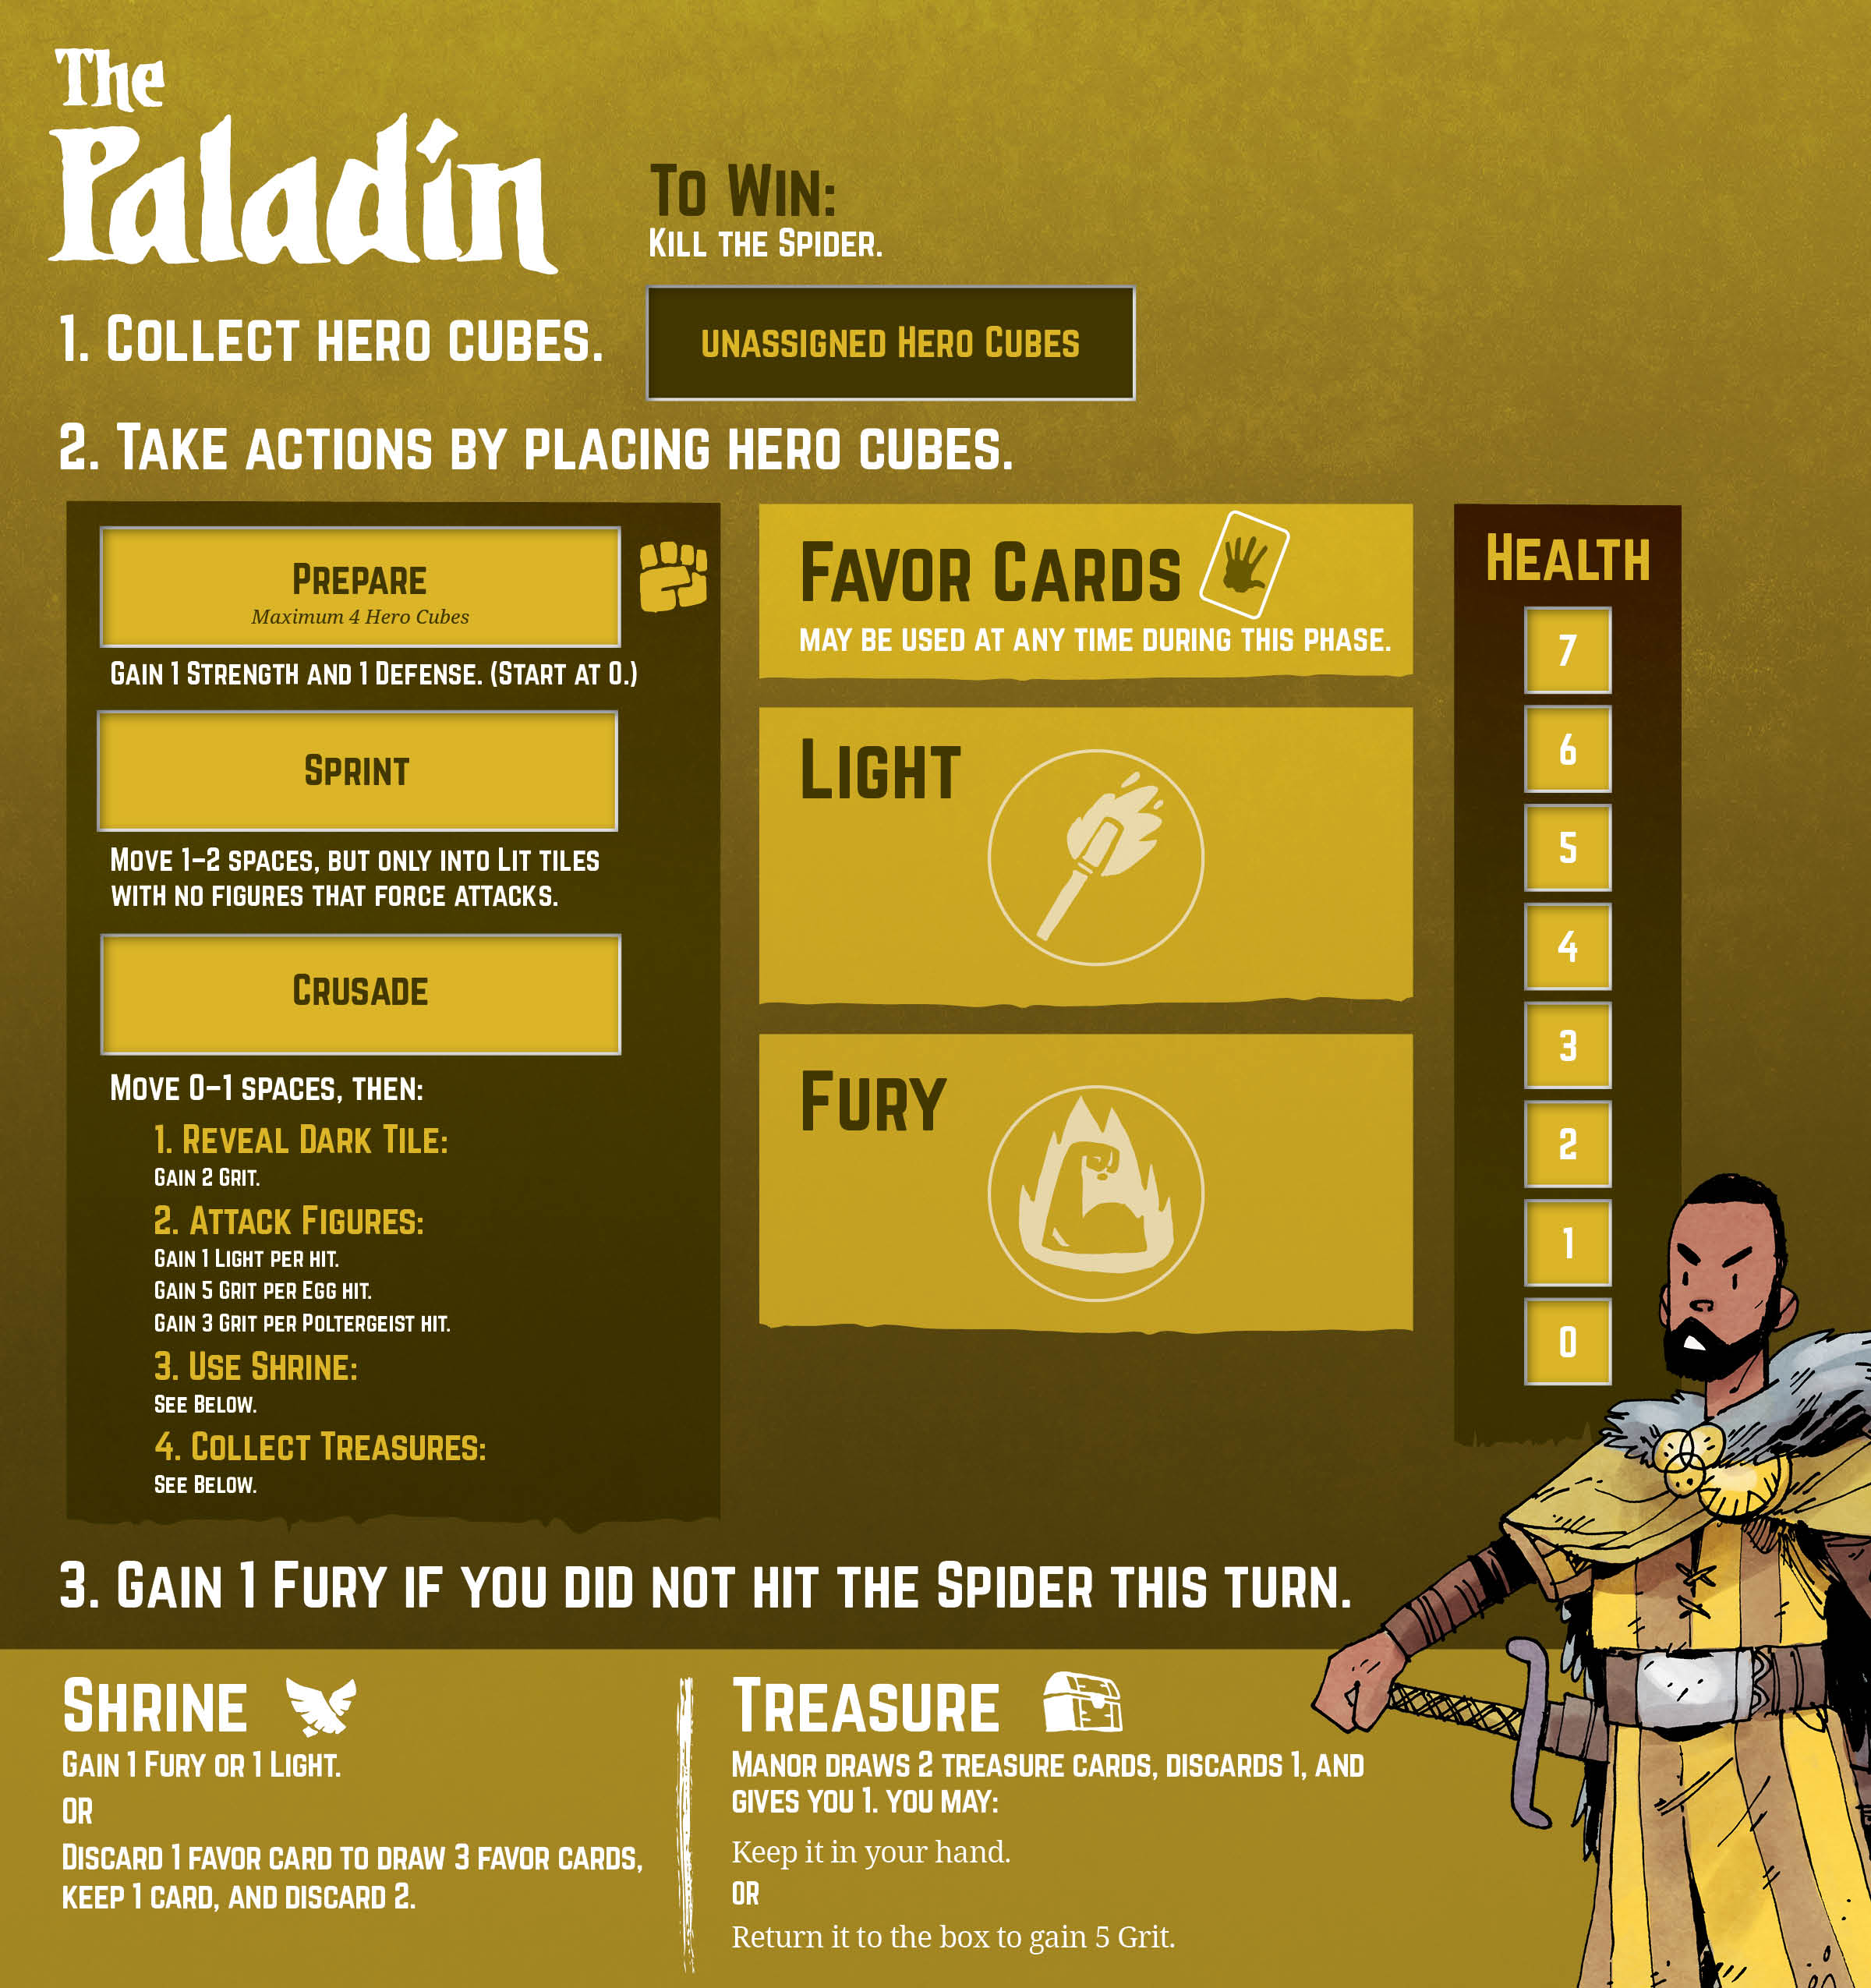 The
Paladin
To Win:
Kill the Spider.
1. Collect hero cubes.
unassigned Hero Cubes
2. Take actions by placing hero cubes.
Prepare
Maximum 4 Hero Cubes
Gain 1 Strength and 1 Defense. (Start at 0.)
Sprint
Move 1–2 spaces, but only into Lit tiles
with no figures that force attacks.
Crusade
Move 0–1 spaces, then:
1. Reveal Dark Tile:
Gain 2 Grit.
2. Attack Figures:
Gain 1 Light per hit.
Gain 5 Grit per Egg hit.
Gain 3 Grit per Poltergeist hit.
3. Use Shrine:
See Below.
4. Collect Treasures:
See Below.
Favor Cards
may be used at any time during this phase.
Light
Fury
Health
7
6
5
4
3
2
1
0
3. Gain 1 Fury if you did not hit the Spider this turn.
Shrine
Gain 1 Fury or 1 Light.
or
Discard 1 favor card to draw 3 favor cards,
keep 1 card, and discard 2.
Treasure
Manor draws 2 treasure cards, discards 1, and
gives you 1. You may:
Keep it in your hand.
or
Return it to the box to gain 5 Grit.